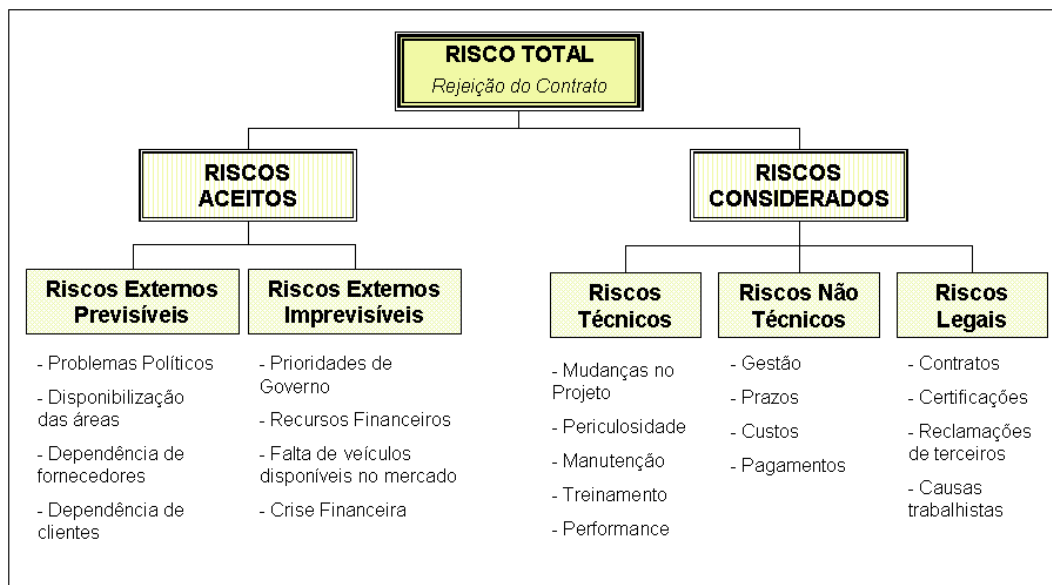 RISCO TOTAL
Rejeição do Contrato
RISCOS
ACEITOS
RISCOS
CONSIDERADOS
Riscos Externos
Previsíveis
Riscos Externos
Imprevisíveis
Riscos
Técnicos
Riscos Não
Técnicos
Riscos
Legais
- Problemas Políticos
- Disponibilização
das áreas
- Dependência de
fornecedores
- Dependência de
clientes
- Prioridades de
Governo
- Recursos Financeiros
- Falta de veículos
disponíveis no mercado
- Crise Financeira
- Mudanças no
Projeto
- Periculosidade
- Manutenção
- Treinamento
- Performance
- Gestão
- Prazos
- Custos
- Pagamentos
- Contratos
- Certificações
- Reclamações
de terceiros
- Causas
trabalhistas